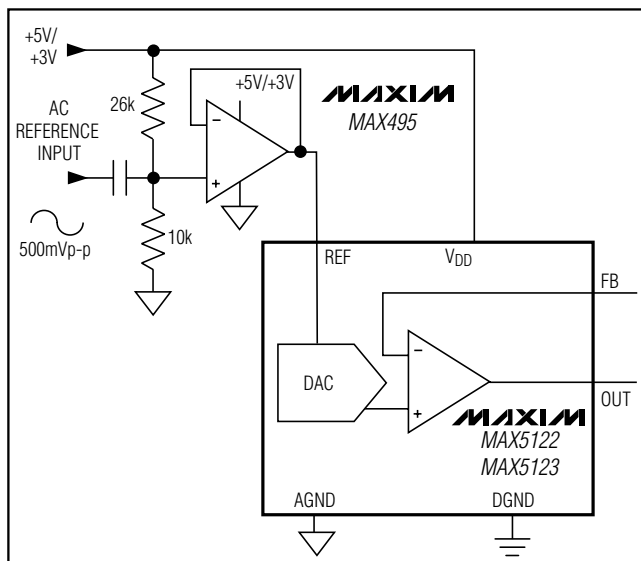 +5V/
+3V
AC
REFERENCE
INPUT
500mVp-p
26k
10k
+5V/+3V
−
+
MAXIM
MAX495
REF
VDD
FB
DAC
−
+
OUT
MAXIM
MAX5122
MAX5123
AGND
DGND